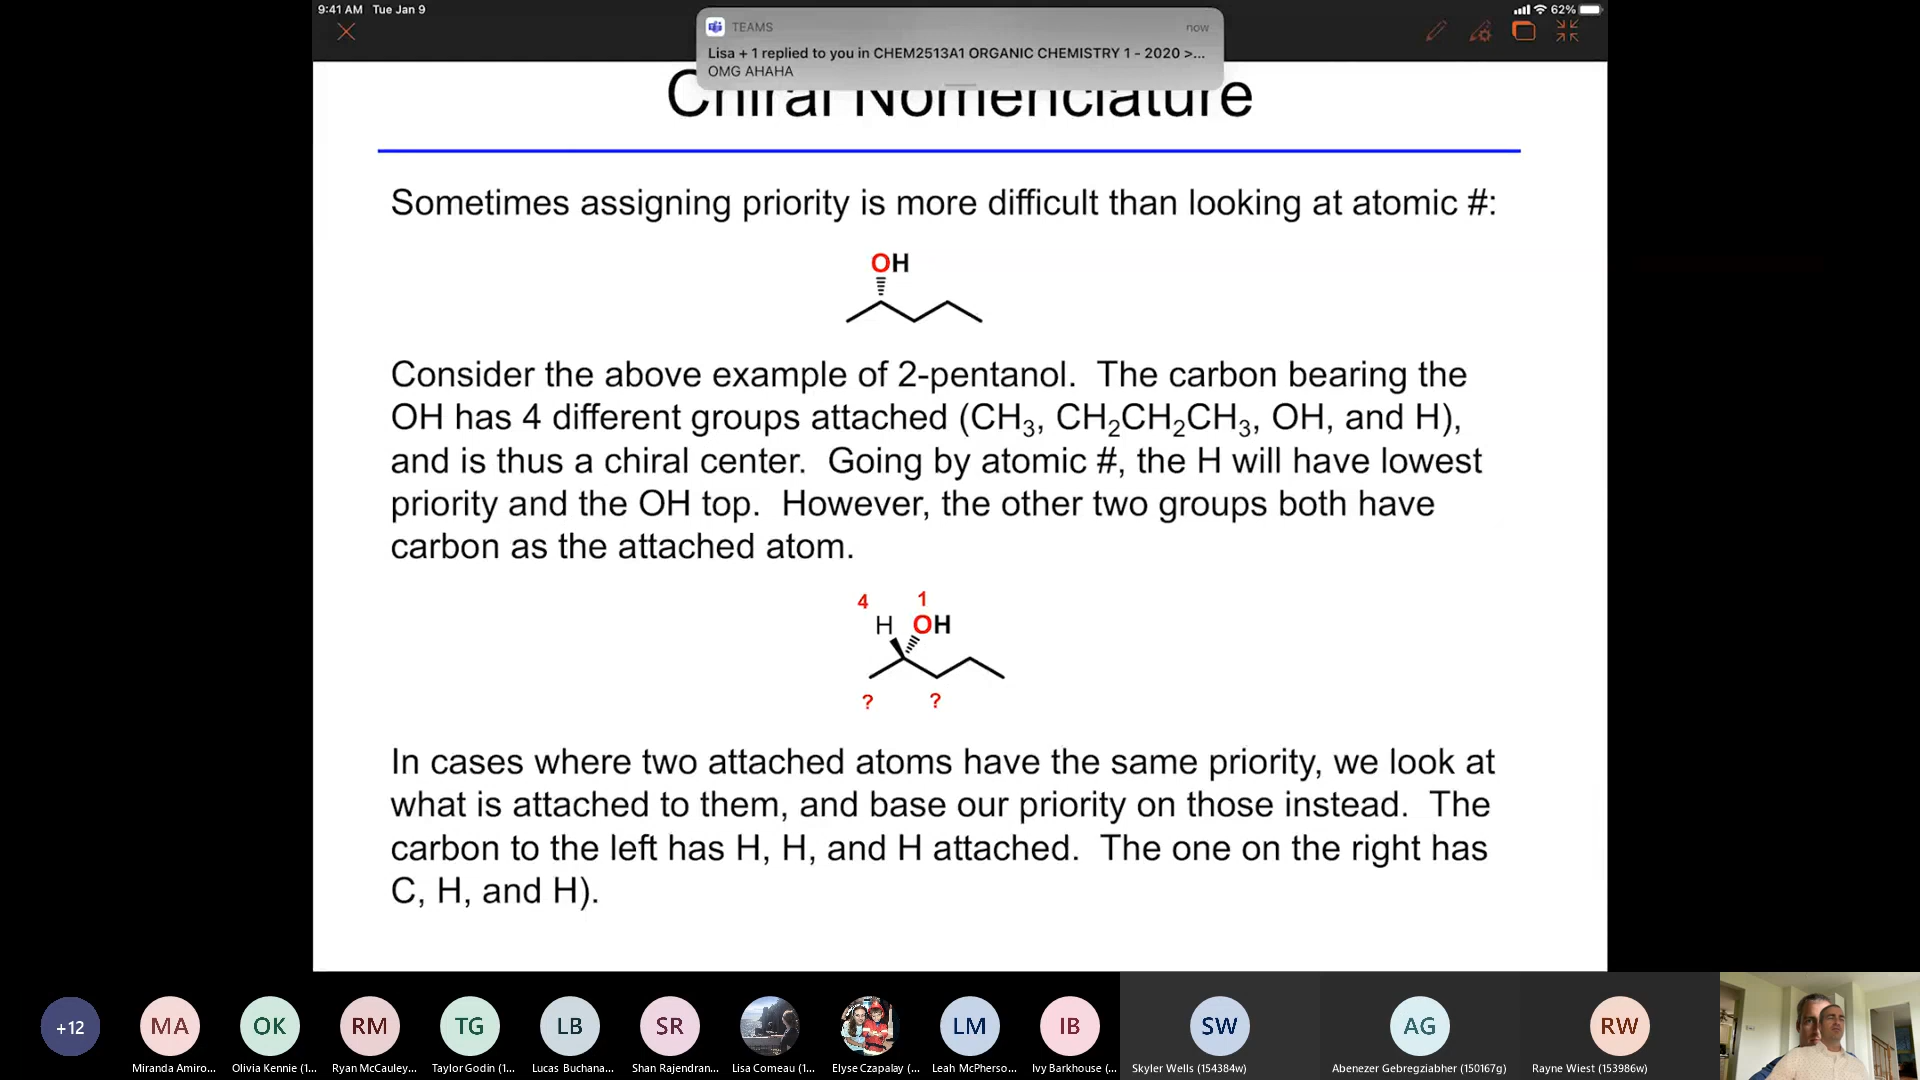 9:41 AM Tue Jan 9
62%
TEAMS
now
Lisa + 1 replied to you in CHEM2513A1 ORGANIC CHEMISTRY 1 - 2020 >...
OMG AHAHA
Chiral Nomenclature
Sometimes assigning priority is more difficult than looking at atomic #:
OH
Consider the above example of 2-pentanol. The carbon bearing the
OH has 4 different groups attached (CH₃, CH₂CH₂CH₃, OH, and H),
and is thus a chiral center. Going by atomic #, the H will have lowest
priority and the OH top. However, the other two groups both have
carbon as the attached atom.
4 1
H OH
? ?
In cases where two attached atoms have the same priority, we look at
what is attached to them, and base our priority on those instead. The
carbon to the left has H, H, and H attached. The one on the right has
C, H, and H).
+12 MA OK RM TG LB SR LM IB SW AG RW
Miranda Amiro... Olivia Kennie (1... Ryan McCauley... Taylor Godin (1... Lucas Buchana... Shan Rajendran... Lisa Comeau (1... Elyse Czapalay (... Leah McPherso... Ivy Barkhouse (... Skyler Wells (154384w) Abenezer Gebregziabher (150167g) Rayne Wiest (153986w)